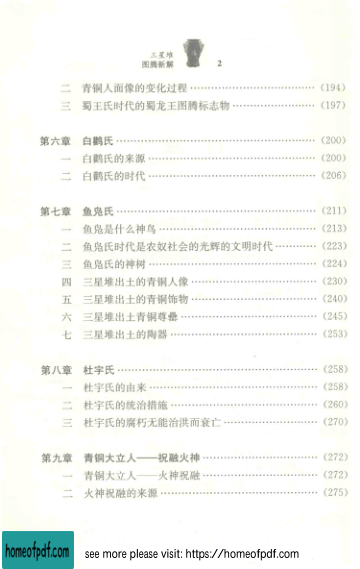 三星堆
图腾新解 2
二 青铜人面像的变化过程 (194)
三 蜀王氏时代的蜀龙王图腾标志物 (197)
第六章 白鹳氏 (200)
一 白鹳氏的来源 (200)
二 白鹳氏的时代 (206)
第七章 鱼凫氏 (211)
一 鱼凫是什么神鸟 (213)
二 鱼凫氏时代是农奴社会的光辉的文明时代 (223)
三 鱼凫氏的神树 (224)
四 三星堆出土的青铜人像 (230)
五 三星堆出土的青铜饰物 (240)
六 三星堆出土青铜尊罍 (245)
七 三星堆出土的陶器 (253)
第八章 杜宇氏 (258)
一 杜宇氏的由来 (258)
二 杜宇氏的统治措施 (260)
三 杜宇氏的腐朽无能治洪而衰亡 (270)
第九章 青铜大立人——祝融火神 (272)
一 青铜大立人——火神祝融 (272)
二 火神祝融的来源 (275)
homeofpdf.com see more please visit: https://homeofpdf.com